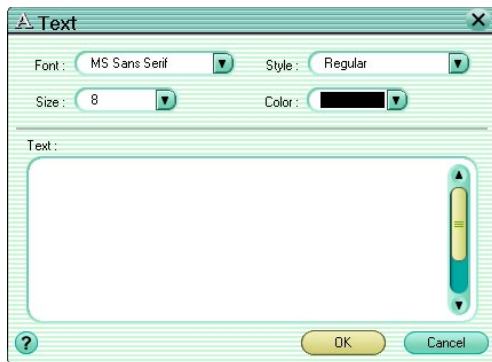 A Text
Font : MS Sans Serif Style : Regular
Size : 8 Color :
Text :
? OK Cancel